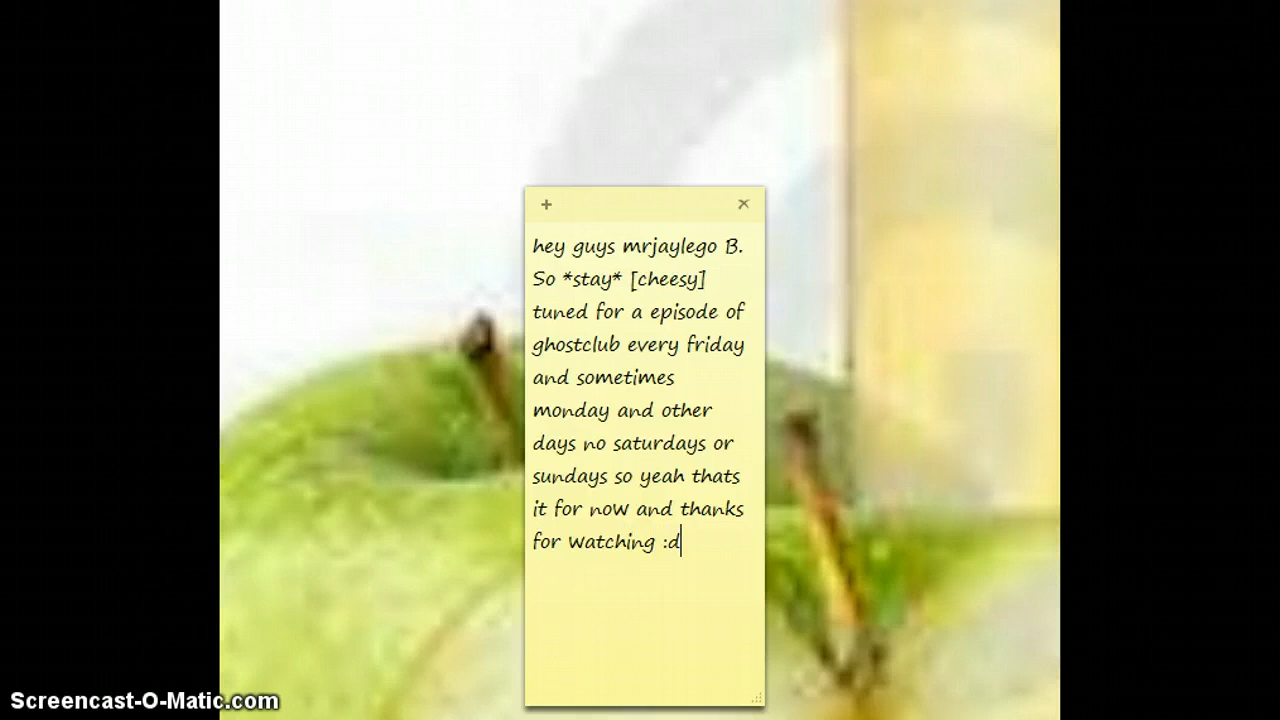 hey guys mrjaylego B.
So *stay* [cheesy]
tuned for a episode of
ghostclub every friday
and sometimes
monday and other
days no saturdays or
sundays so yeah thats
it for now and thanks
for watching :d
Screencast-O-Matic.com